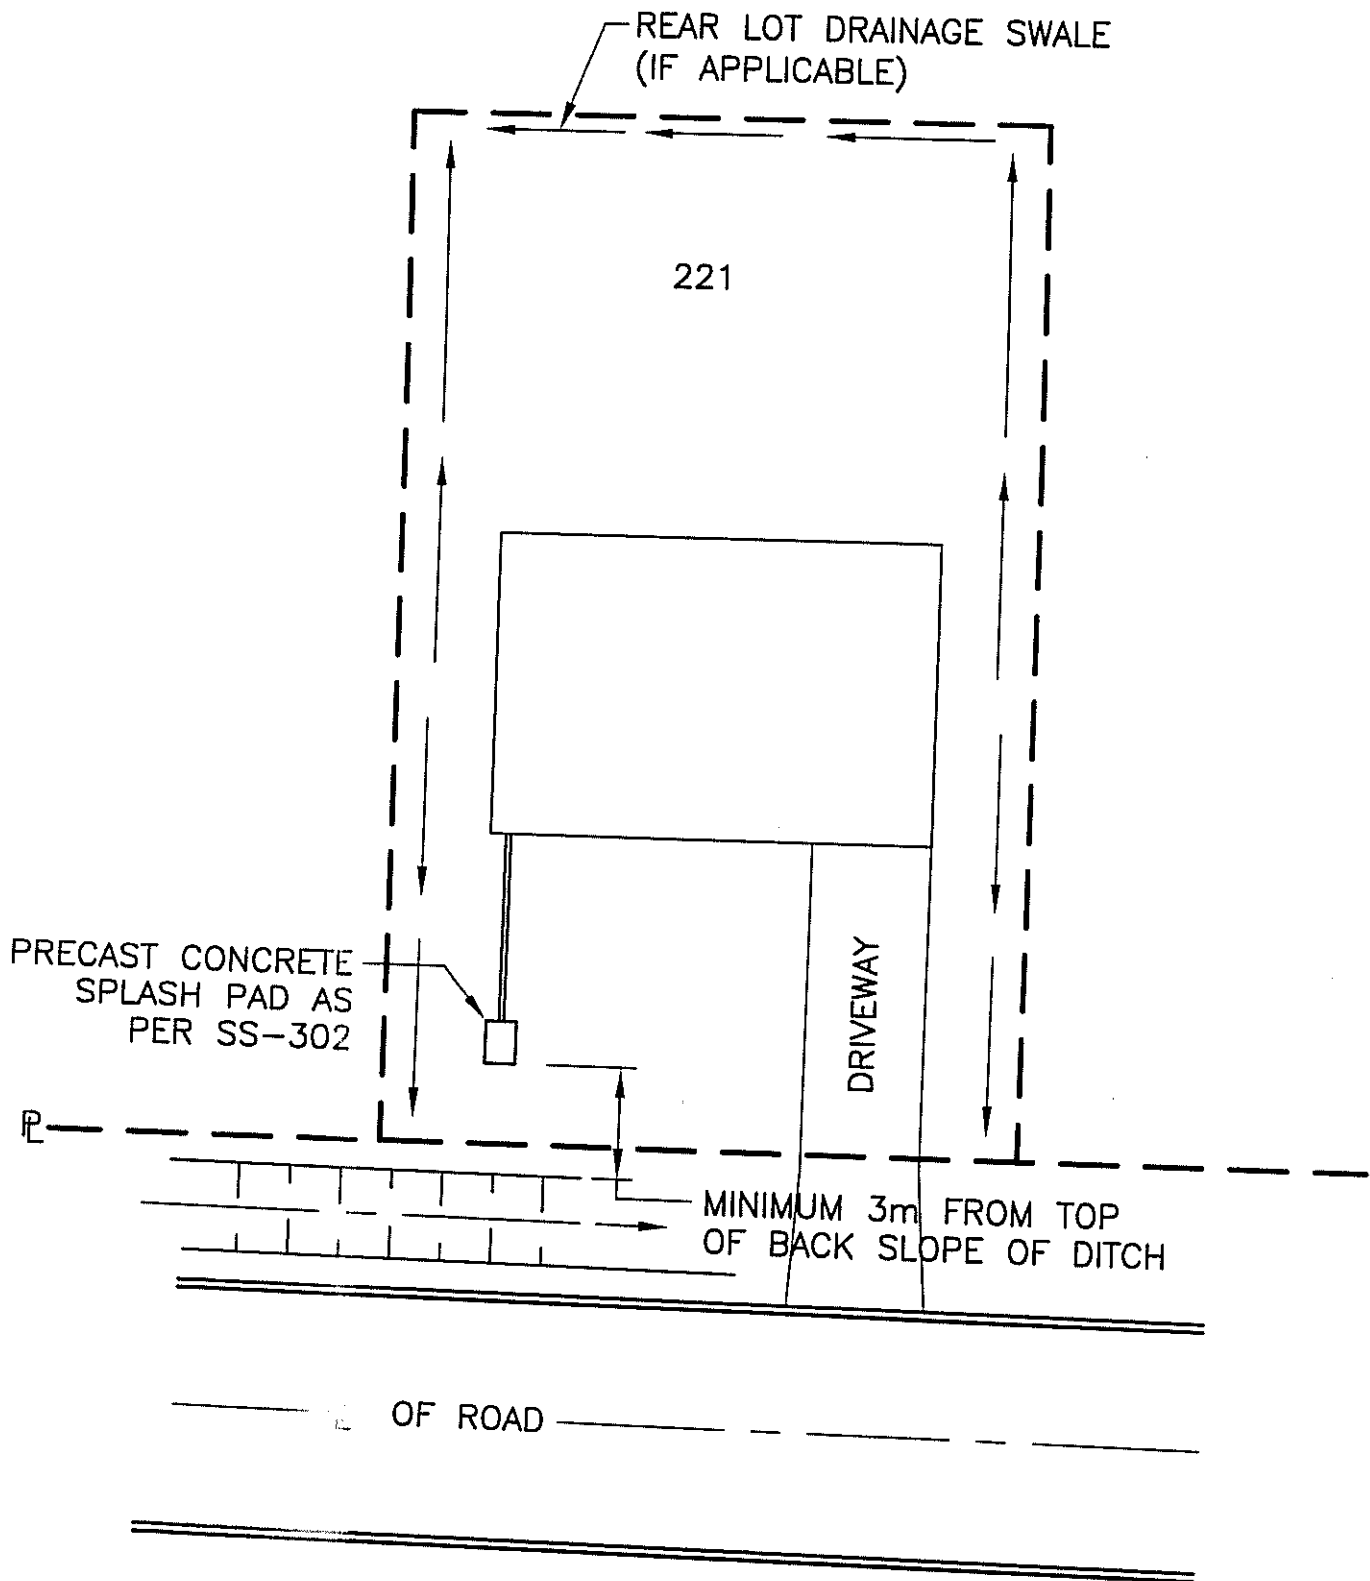 REAR LOT DRAINAGE SWALE
(IF APPLICABLE)
221
PRECAST CONCRETE
SPLASH PAD AS
PER SS-302
DRIVEWAY
PL
MINIMUM 3m FROM TOP
OF BACK SLOPE OF DITCH
OF ROAD